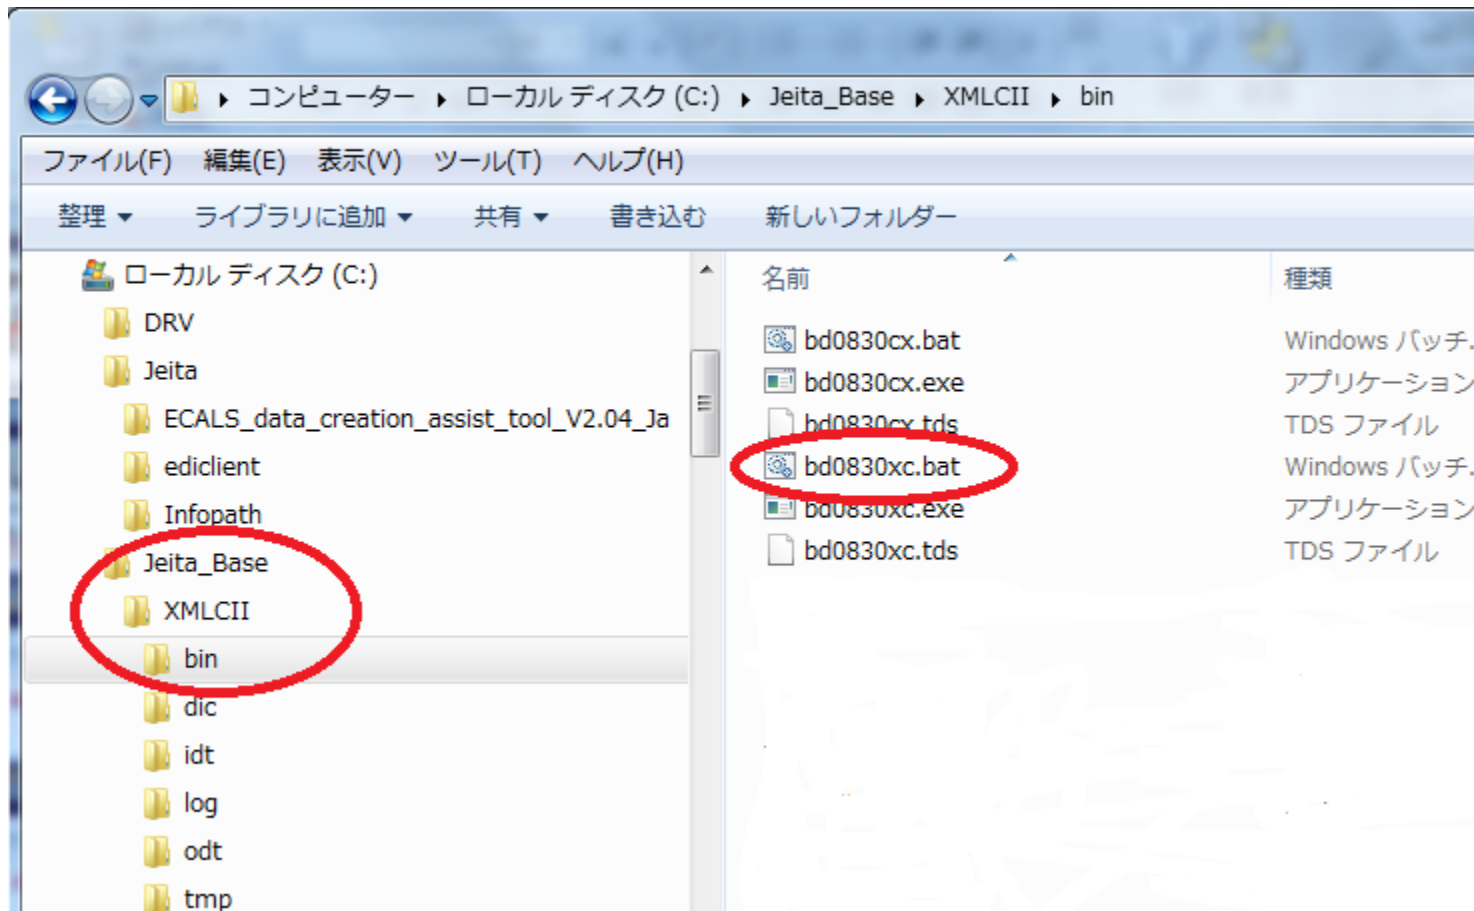 コンピューター ▸ ローカル ディスク (C:) ▸ Jeita_Base ▸ XMLCII ▸ bin
ファイル(F) 編集(E) 表示(V) ツール(T) ヘルプ(H)
整理 ▼ ライブラリに追加 ▼ 共有 ▼ 書き込む 新しいフォルダー
ローカル ディスク (C:)
DRV
Jeita
ECALS_data_creation_assist_tool_V2.04_Ja
ediclient
Infopath
Jeita_Base
XMLCII
bin
dic
idt
log
odt
tmp
名前 種類
bd0830cx.bat Windows バッチ.
bd0830cx.exe アプリケーション
bd0830cx.tds TDS ファイル
bd0830xc.bat Windows バッチ.
bd0830xc.exe アプリケーション
bd0830xc.tds TDS ファイル